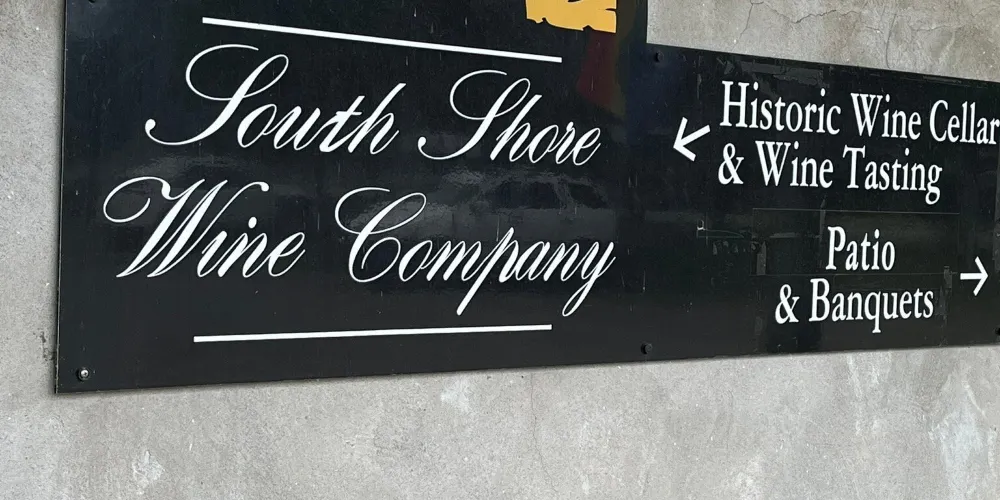 South Shore
Wine Company
Historic Wine Cellar
& Wine Tasting
Patio
& Banquets